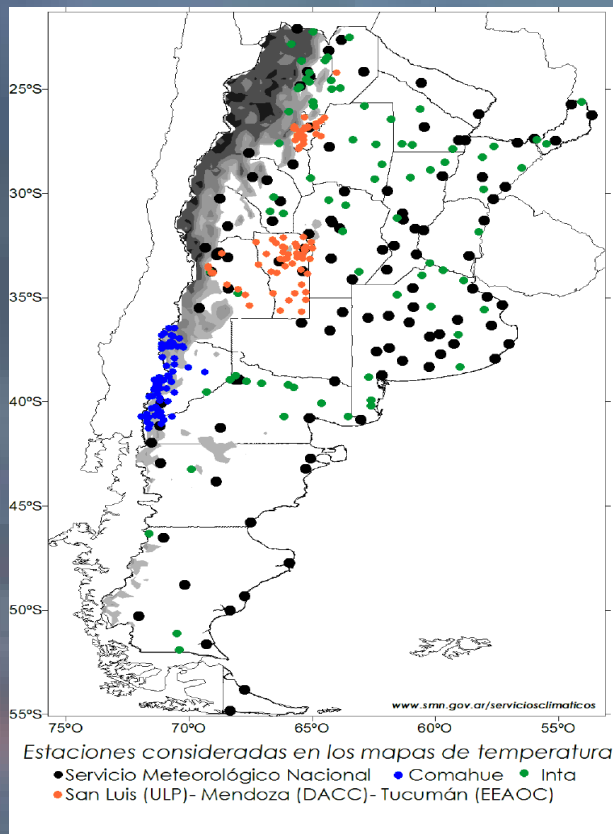 25°S
30°S
35°S
40°S
45°S
50°S
55°S
www.smn.gov.ar/serviciosclimaticos
75°O 70°O 65°O 60°O 55°O
Estaciones consideradas en los mapas de temperatura
Servicio Meteorológico Nacional Comahue Inta
San Luis (ULP)- Mendoza (DACC)- Tucumán (EEAOC)